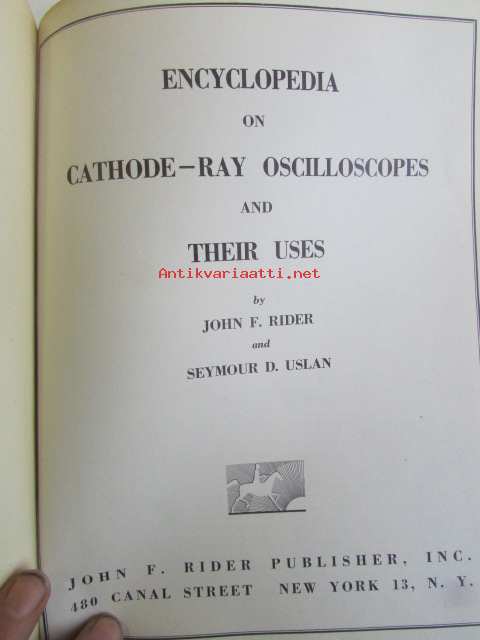 ENCYCLOPEDIA
ON
CATHODE-RAY OSCILLOSCOPES
AND
THEIR USES
Antikvariaatti.net
by
JOHN F. RIDER
and
SEYMOUR D. USLAN
JOHN F. RIDER PUBLISHER, INC.
480 CANAL STREET NEW YORK 13, N. Y.